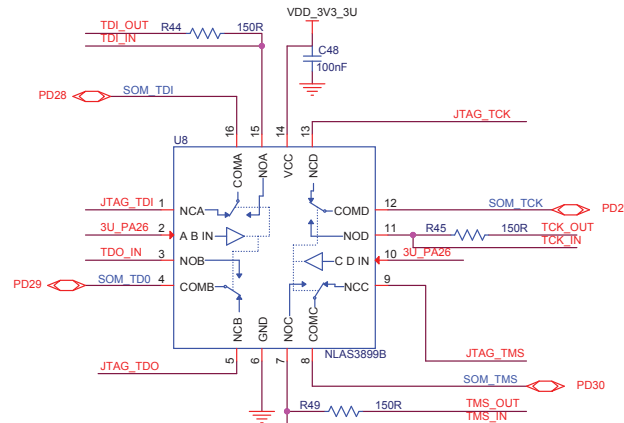 VDD_3V3_3U
TDI_OUT R44 150R
TDI_IN
C48
100nF
PD28 SOM_TDI
JTAG_TCK
16 15 14 13
U8
COMA NOA VCC NCD
JTAG_TDI 1 NCA
COMD 12 SOM_TCK PD2
3U_PA26 2 A B IN
NOD 11 R45 150R TCK_OUT
TCK_IN
TDO_IN 3 NOB
C D IN 10 3U_PA26
PD29 SOM_TD0 4 COMB
NCC 9
NCB GND NOC COMC
NLAS3899B
JTAG_TMS
5 6 7 8
JTAG_TDO
SOM_TMS PD30
R49 150R TMS_OUT
TMS_IN